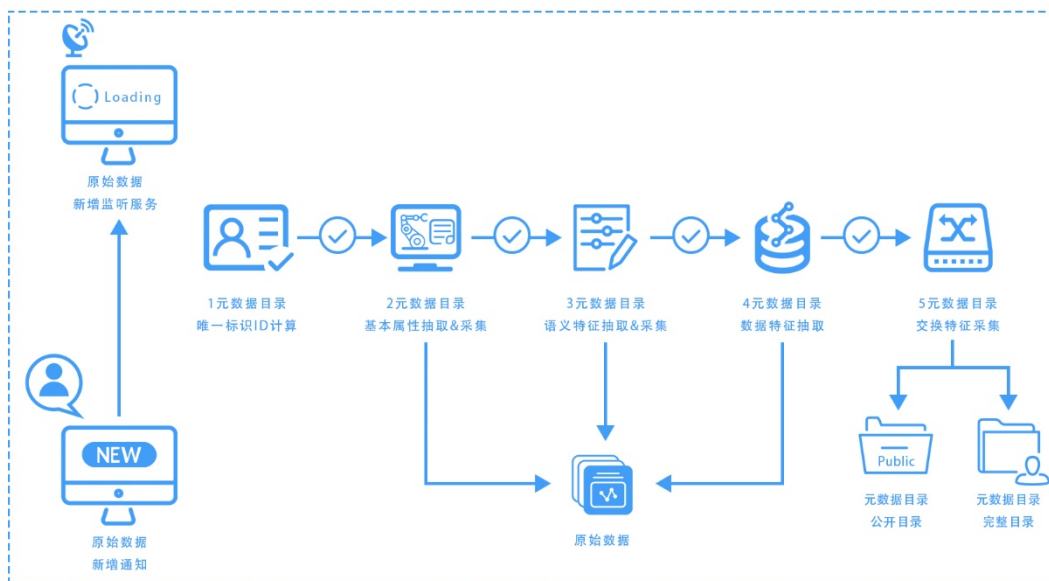 Loading
原始数据
新增监听服务
1元数据目录
唯一标识ID计算
2元数据目录
基本属性抽取&采集
3元数据目录
语义特征抽取&采集
4元数据目录
数据特征抽取
5元数据目录
交换特征采集
NEW
原始数据
新增通知
原始数据
Public
元数据目录
公开目录
元数据目录
完整目录